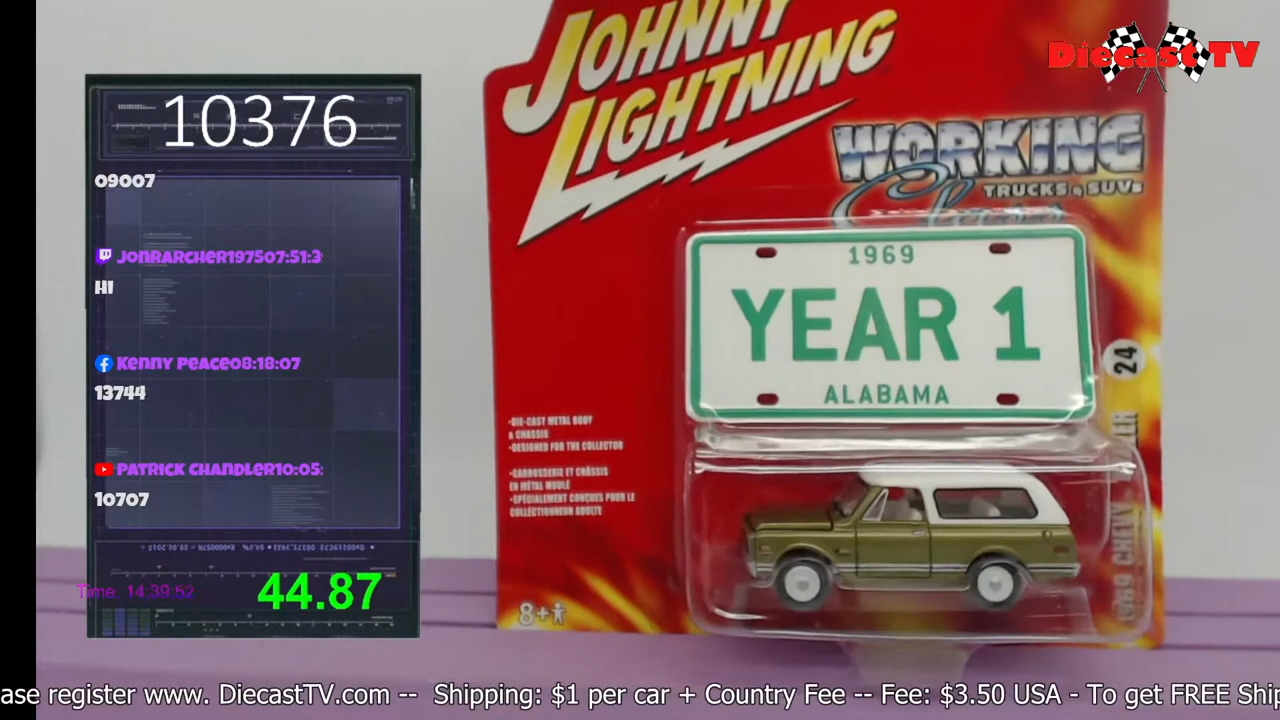 10376
09007
JonRArcher197507:51:3
HI
Kenny Peace08:18:07
13744
Patrick Chandler10:05:
10707
Time: 14:39:52
44.87
JOHNNY
LIGHTNING
WORKING
Classics
TRUCKS & SUVs
1969
YEAR 1
ALABAMA
24
•DIE-CAST METAL BODY
& CHASSIS
•DESIGNED FOR THE COLLECTOR
•CARROSSERIE ET CHÂSSIS
EN MÉTAL MOULÉ
•SPÉCIALEMENT CONÇUES POUR LE
COLLECTIONNEUR ADULTE
8+
1969 CHEVY
Diecast TV
ase register www. DiecastTV.com -- Shipping: $1 per car + Country Fee -- Fee: $3.50 USA - To get FREE Ship